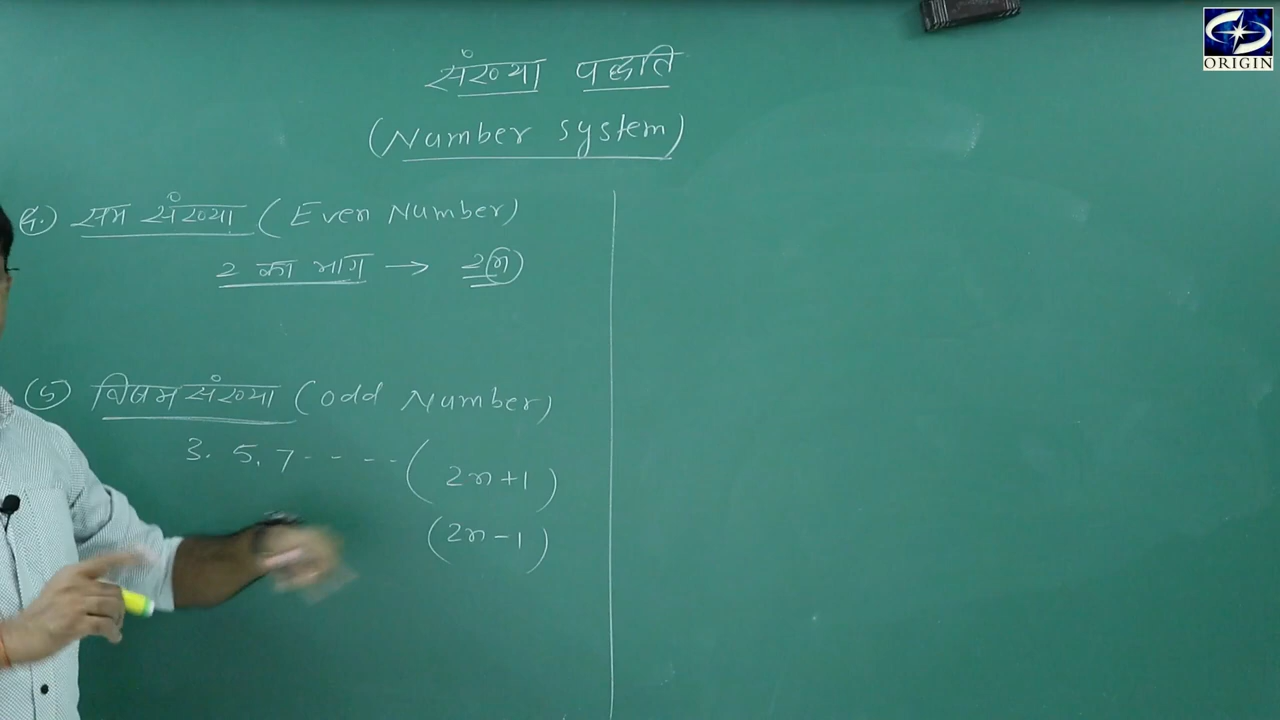 संख्या पद्धति
(Number system)
ORIGIN
सम संख्या (Even Number)
2 का भाग → 2n
(5) विषम संख्या (odd Number)
3. 5, 7 - - - - (2n+1)
(2n-1)